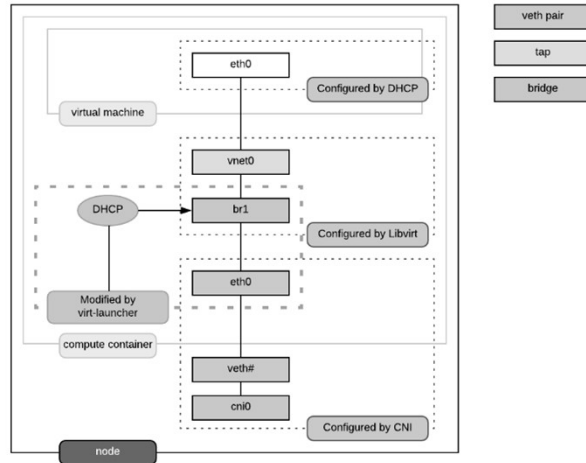 eth0
Configured by DHCP
virtual machine
vnet0
DHCP
br1
Configured by Libvirt
eth0
Modified by
virt-launcher
compute container
veth#
cni0
Configured by CNI
node
veth pair
tap
bridge